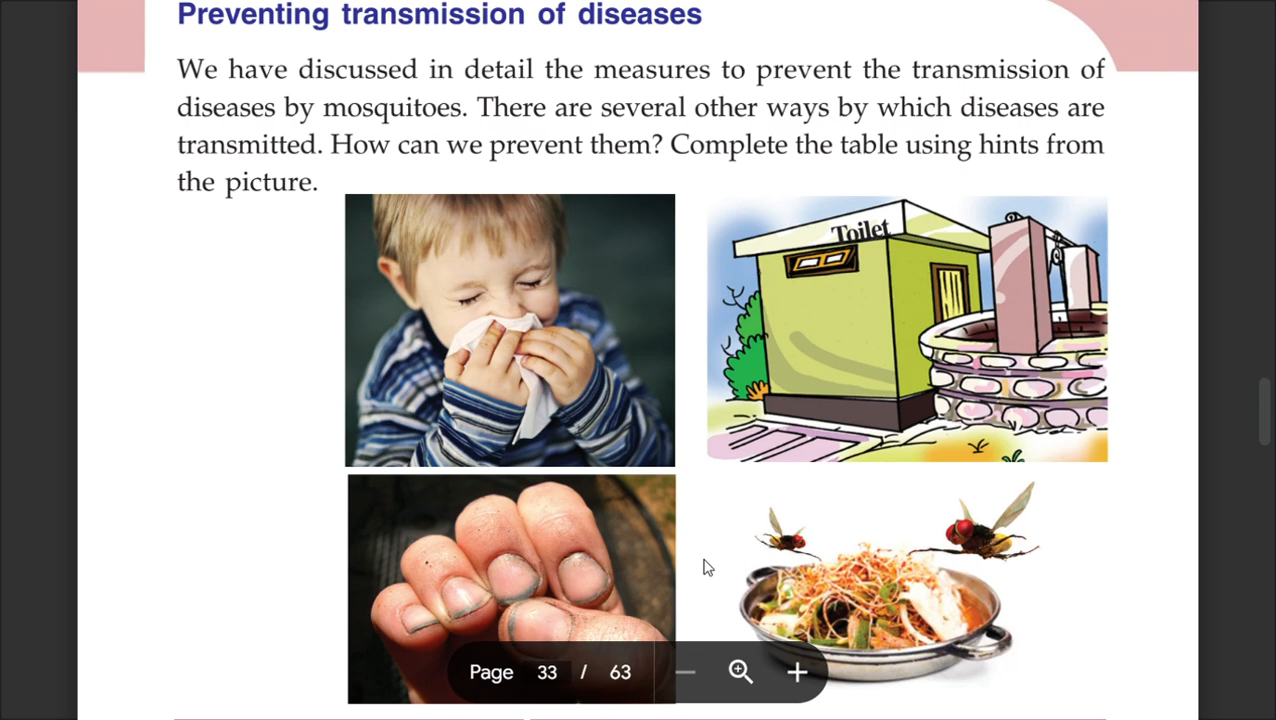 Preventing transmission of diseases
We have discussed in detail the measures to prevent the transmission of
diseases by mosquitoes. There are several other ways by which diseases are
transmitted. How can we prevent them? Complete the table using hints from
the picture.
Toilet
Page 33 / 63